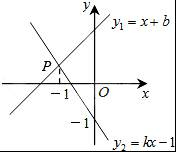 y
y₁ = x + b
P
−1
O
x
−1
y₂ = kx − 1